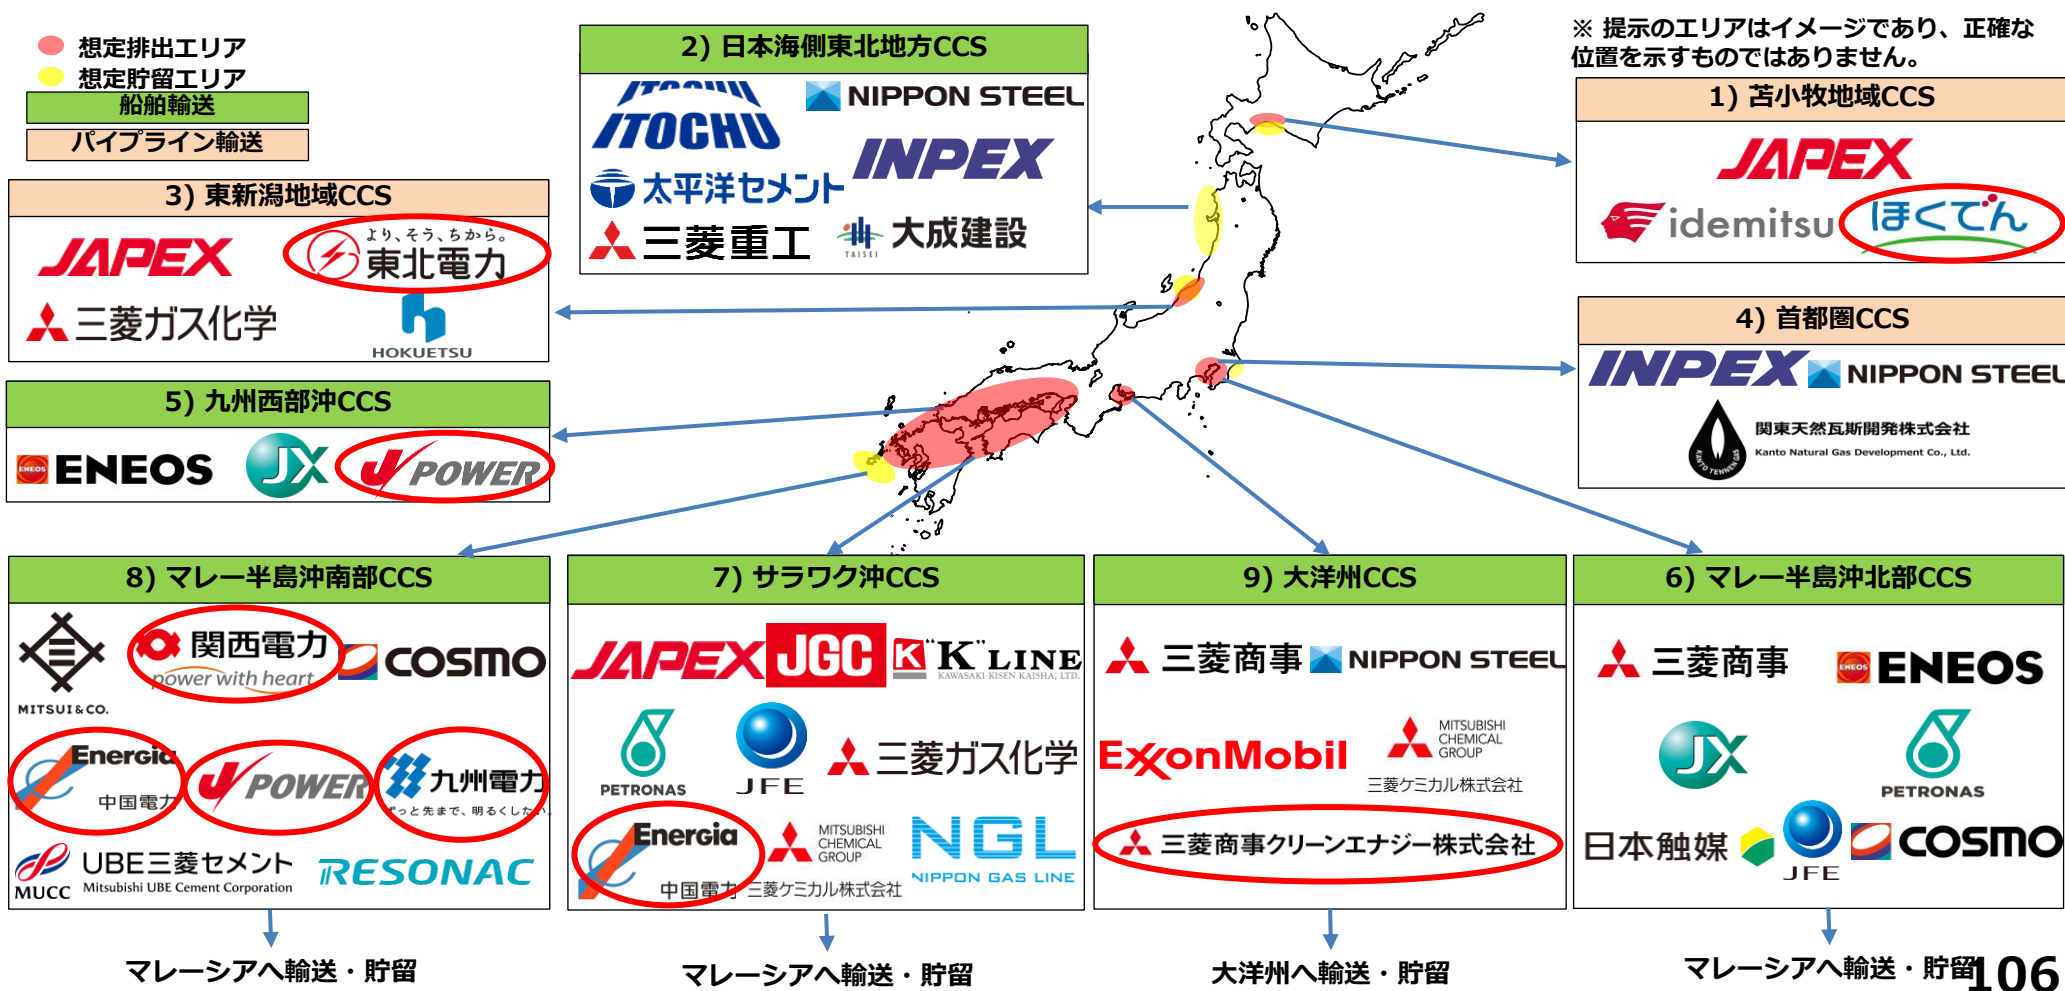 想定排出エリア
想定貯留エリア
船舶輸送
パイプライン輸送
※ 提示のエリアはイメージであり、正確な
位置を示すものではありません。
1) 苫小牧地域CCS
JAPEX
idemitsu
ほくでん
2) 日本海側東北地方CCS
ITOCHU
ITOCHU
NIPPON STEEL
INPEX
太平洋セメント
三菱重工
TAISEI
大成建設
3) 東新潟地域CCS
JAPEX
より、そう、ちから。
東北電力
三菱ガス化学
HOKUETSU
4) 首都圏CCS
INPEX
NIPPON STEEL
KANTO TENNEN GAS
関東天然瓦斯開発株式会社
Kanto Natural Gas Development Co., Ltd.
5) 九州西部沖CCS
ENEOS
ENEOS
JX
J POWER
8) マレー半島沖南部CCS
MITSUI & CO.
関西電力
power with heart
COSMO
Energia
中国電力
J POWER
九州電力
ずっと先まで、明るくしたい。
MUCC
UBE三菱セメント
Mitsubishi UBE Cement Corporation
RESONAC
マレーシアへ輸送・貯留
7) サラワク沖CCS
JAPEX
JGC
K
"K" LINE
KAWASAKI KISEN KAISHA, LTD.
PETRONAS
JFE
三菱ガス化学
Energia
中国電力
MITSUBISHI
CHEMICAL
GROUP
三菱ケミカル株式会社
NGL
NIPPON GAS LINE
マレーシアへ輸送・貯留
9) 大洋州CCS
三菱商事
NIPPON STEEL
ExxonMobil
MITSUBISHI
CHEMICAL
GROUP
三菱ケミカル株式会社
三菱商事クリーンエナジー株式会社
大洋州へ輸送・貯留
6) マレー半島沖北部CCS
三菱商事
ENEOS
ENEOS
JX
PETRONAS
日本触媒
JFE
COSMO
マレーシアへ輸送・貯留
106